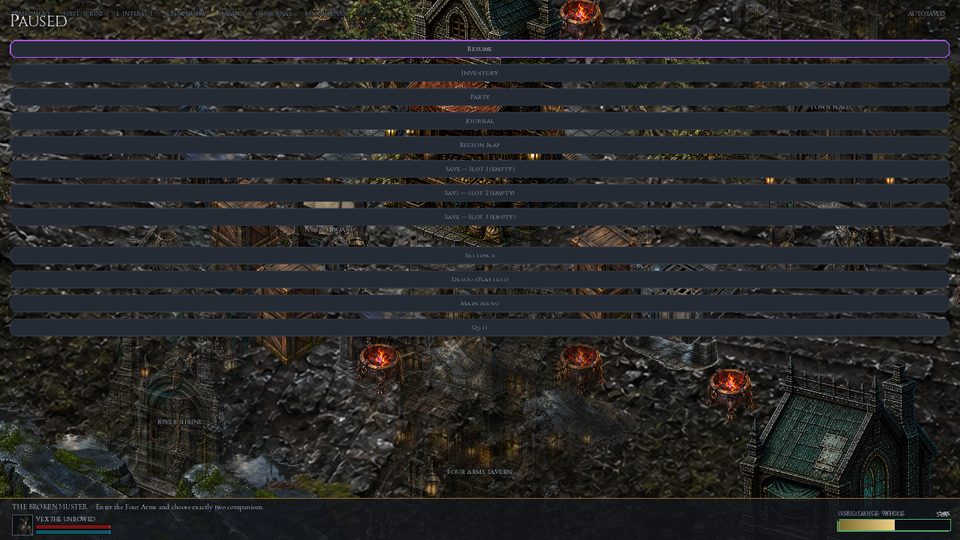 PAUSED
AUTOSAVED
RESUME
INVENTORY
PARTY
JOURNAL
REGION MAP
TOWN HALL
SAVE — SLOT 1 (EMPTY)
SAVE — SLOT 2 (EMPTY)
SAVE — SLOT 3 (EMPTY)
SETTINGS
DEBUG (PLAYTEST)
MAIN MENU
QUIT
RIVER SHRINE
FOUR ARMS TAVERN
THE BROKEN MUSTER · Enter the Four Arms and choose exactly two companions.
VEX THE UNBOWED